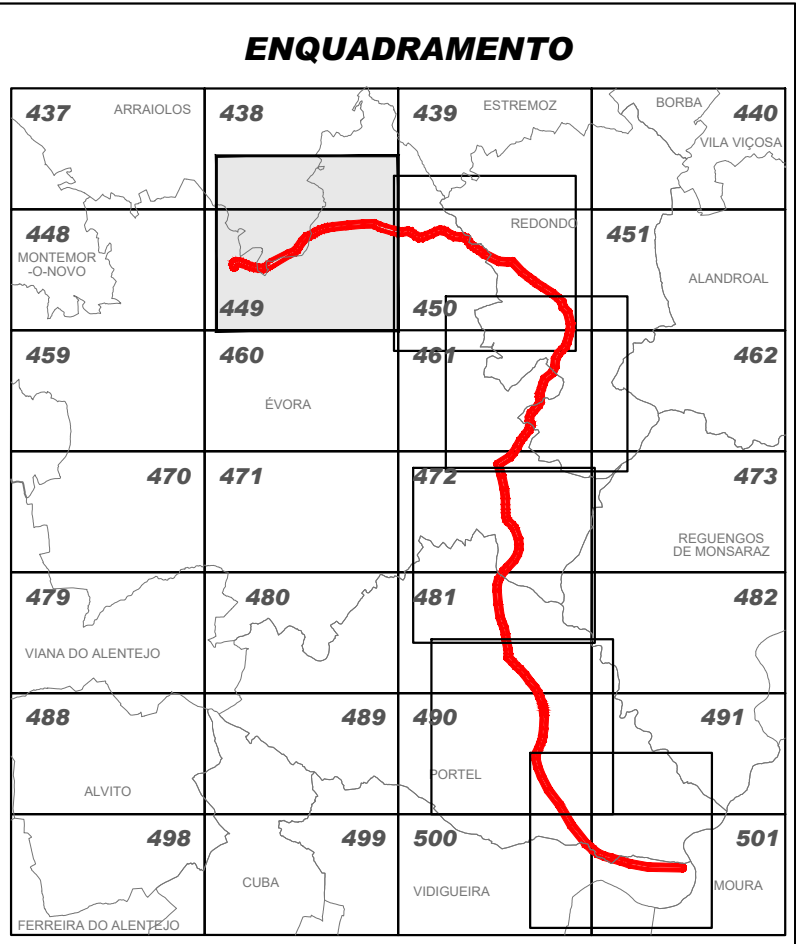 ENQUADRAMENTO
437 ARRAIOLOS 438 439 ESTREMOZ BORBA 440
VILA VIÇOSA
448 REDONDO 451
MONTEMOR
-O-NOVO
ALANDROAL
449 450
459 460 461 462
ÉVORA
470 471 472 473
REGUENGOS
DE MONSARAZ
479 480 481 482
VIANA DO ALENTEJO
488 489 490 491
PORTEL
ALVITO
498 499 500 501
CUBA VIDIGUEIRA MOURA
FERREIRA DO ALENTEJO